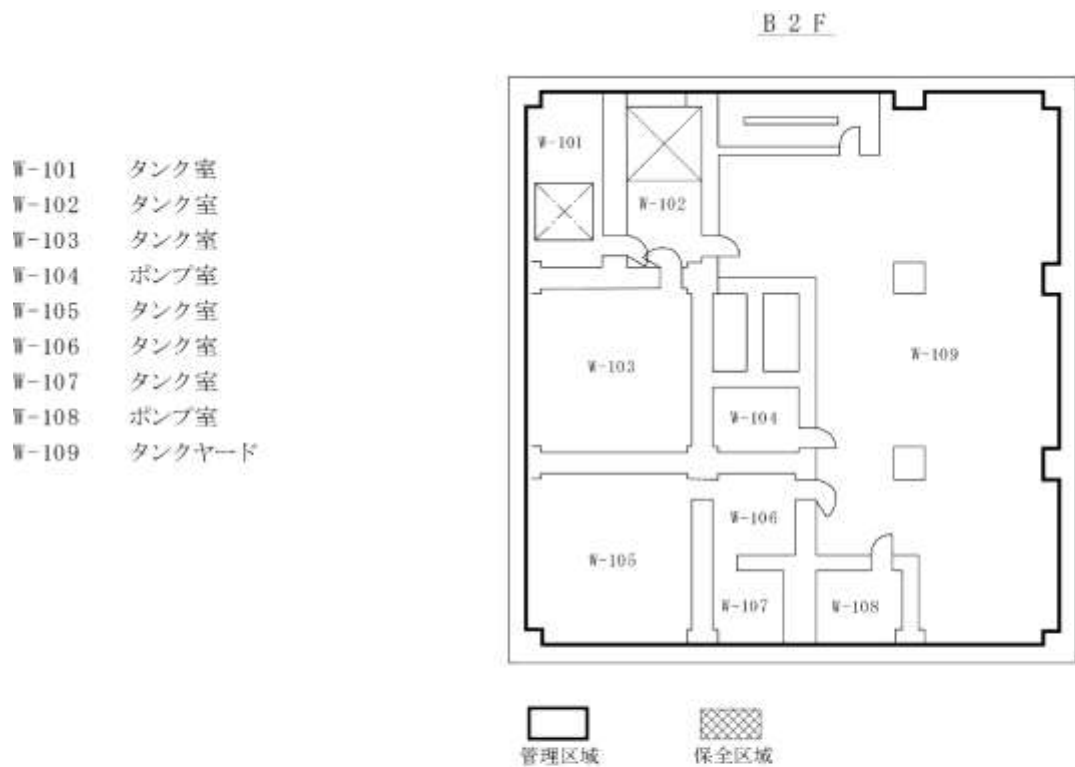 B2F
W-101 タンク室
W-102 タンク室
W-103 タンク室
W-104 ポンプ室
W-105 タンク室
W-106 タンク室
W-107 タンク室
W-108 ポンプ室
W-109 タンクヤード
W-101
W-102
W-103
W-109
W-104
W-106
W-105
W-107
W-108
管理区域
保全区域